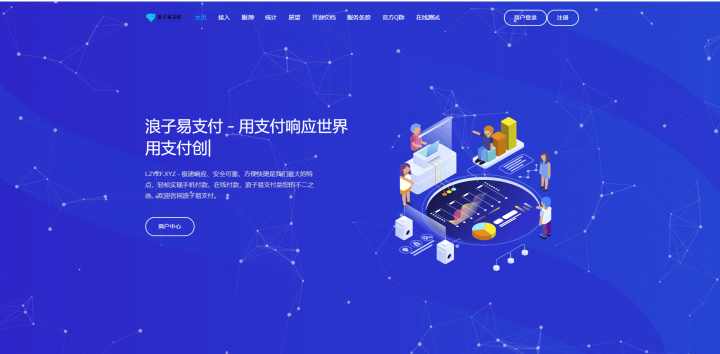 浪子易支付
主页 接入 服务 统计 展望 开发文档 服务条款 官方Q群 在线测试
商户登录 注册
浪子易支付 - 用支付响应世界
用支付创
LZYZF.XYZ - 极速响应、安全可靠、方便快捷是我们最大的特
点，轻松实现手机付款、在线付款，浪子易支付是您的不二之
选，欢迎咨询浪子易支付。
商户中心